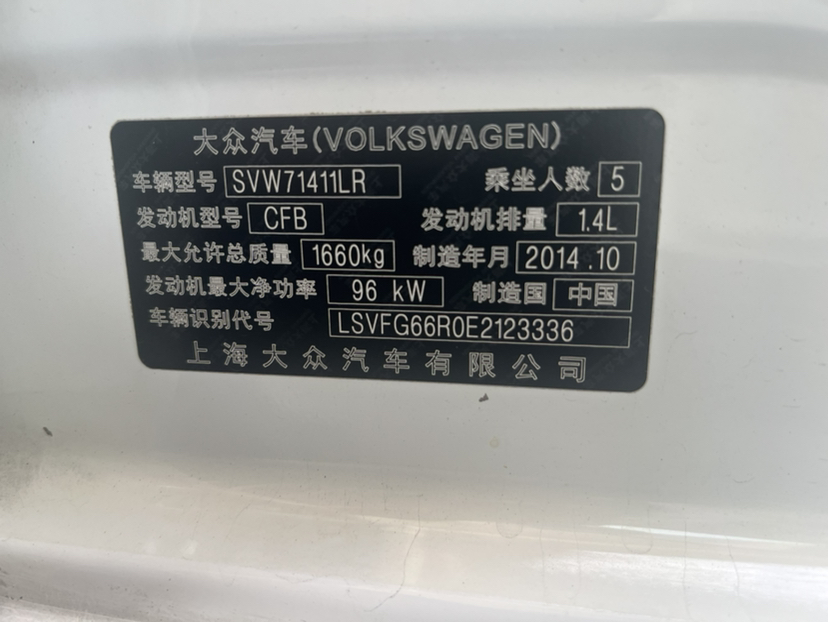 大众汽车(VOLKSWAGEN)
车辆型号 SVW71411LR 乘坐人数 5
发动机型号 CFB 发动机排量 1.4L
最大允许总质量 1660kg 制造年月 2014.10
发动机最大净功率 96 kW 制造国 中国
车辆识别代号 LSVFG66R0E2123336
上海大众汽车有限公司